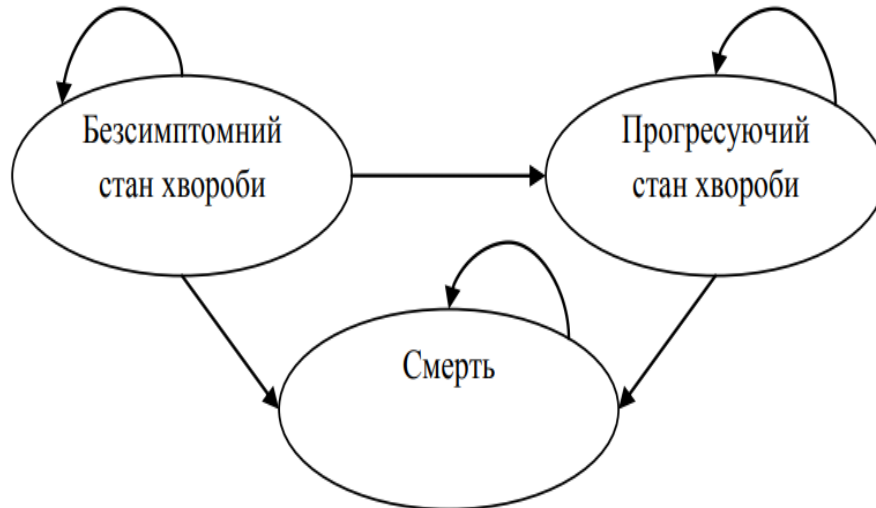 Безсимптомний
стан хвороби
Прогресуючий
стан хвороби
Смерть